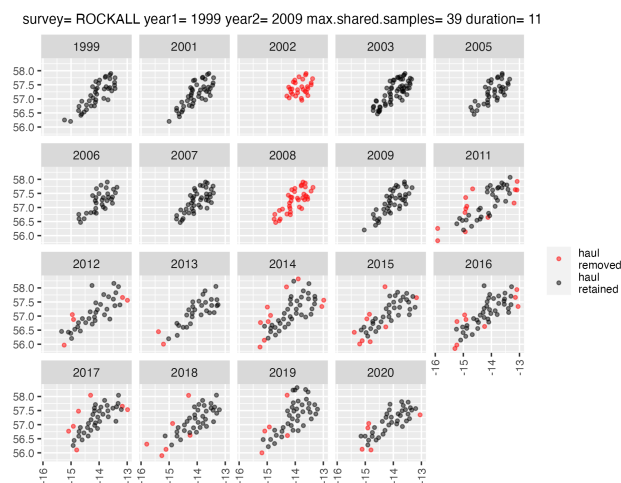 survey= ROCKALL year1= 1999 year2= 2009 max.shared.samples= 39 duration= 11
1999 2001 2002 2003 2005
58.0
57.5
57.0
56.5
56.0
2006 2007 2008 2009 2011
58.0
57.5
57.0
56.5
56.0
haul
removed
haul
retained
2012 2013 2014 2015 2016
58.0
57.5
57.0
56.5
56.0
-16 -15 -14 -13
2017 2018 2019 2020
58.0
57.5
57.0
56.5
56.0
-16 -15 -14 -13 -16 -15 -14 -13 -16 -15 -14 -13 -16 -15 -14 -13